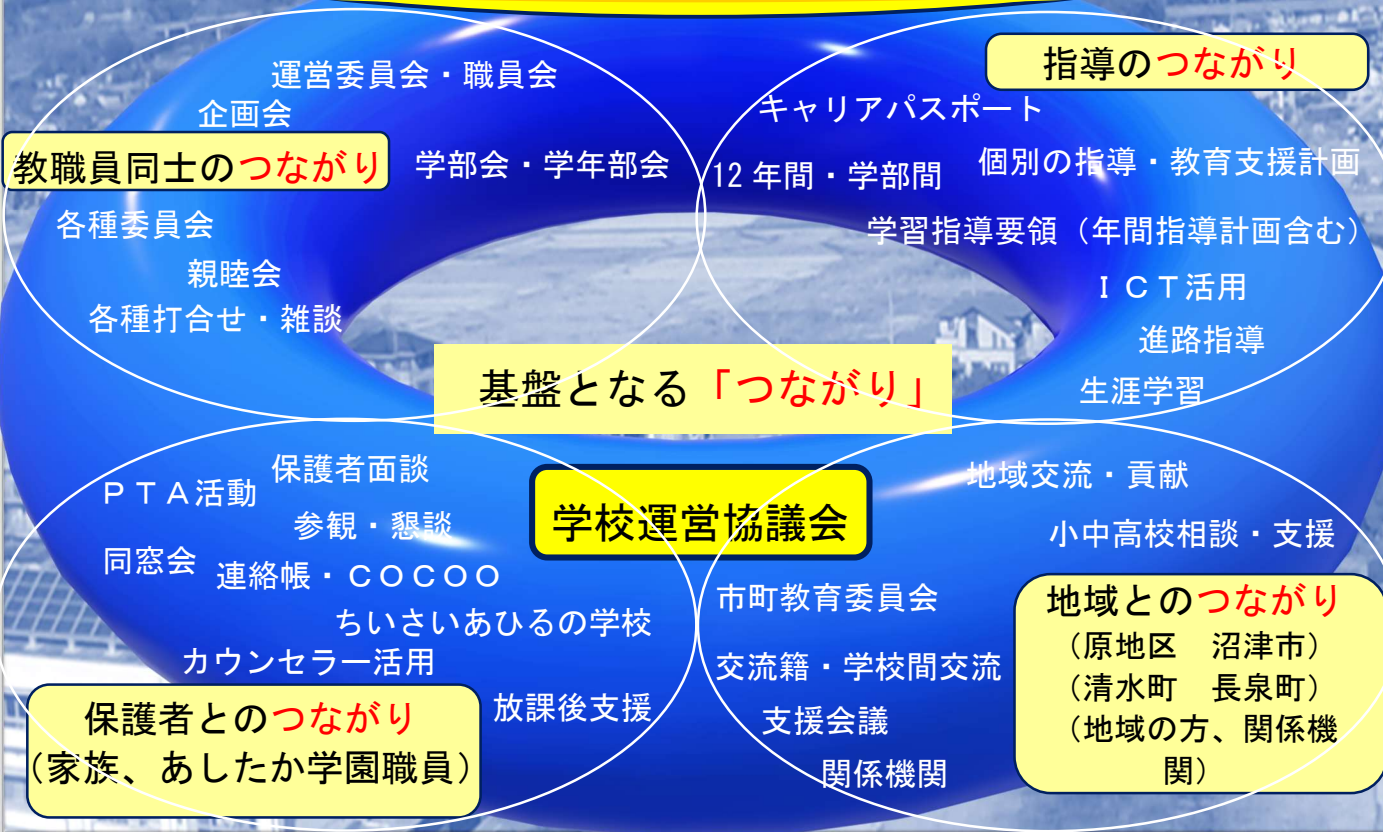 運営委員会・職員会
企画会
教職員同士のつながり
学部会・学年部会
各種委員会
親睦会
各種打合せ・雑談
指導のつながり
キャリアパスポート
12年間・学部間
個別の指導・教育支援計画
学習指導要領（年間指導計画含む）
ＩＣＴ活用
進路指導
生涯学習
基盤となる「つながり」
学校運営協議会
保護者面談
ＰＴＡ活動
参観・懇談
同窓会
連絡帳・ＣＯＣＯＯ
ちいさいあひるの学校
カウンセラー活用
放課後支援
保護者とのつながり
（家族、あしたか学園職員）
地域交流・貢献
小中高校相談・支援
市町教育委員会
交流籍・学校間交流
支援会議
関係機関
地域とのつながり
（原地区　沼津市）
（清水町　長泉町）
（地域の方、関係機
関）